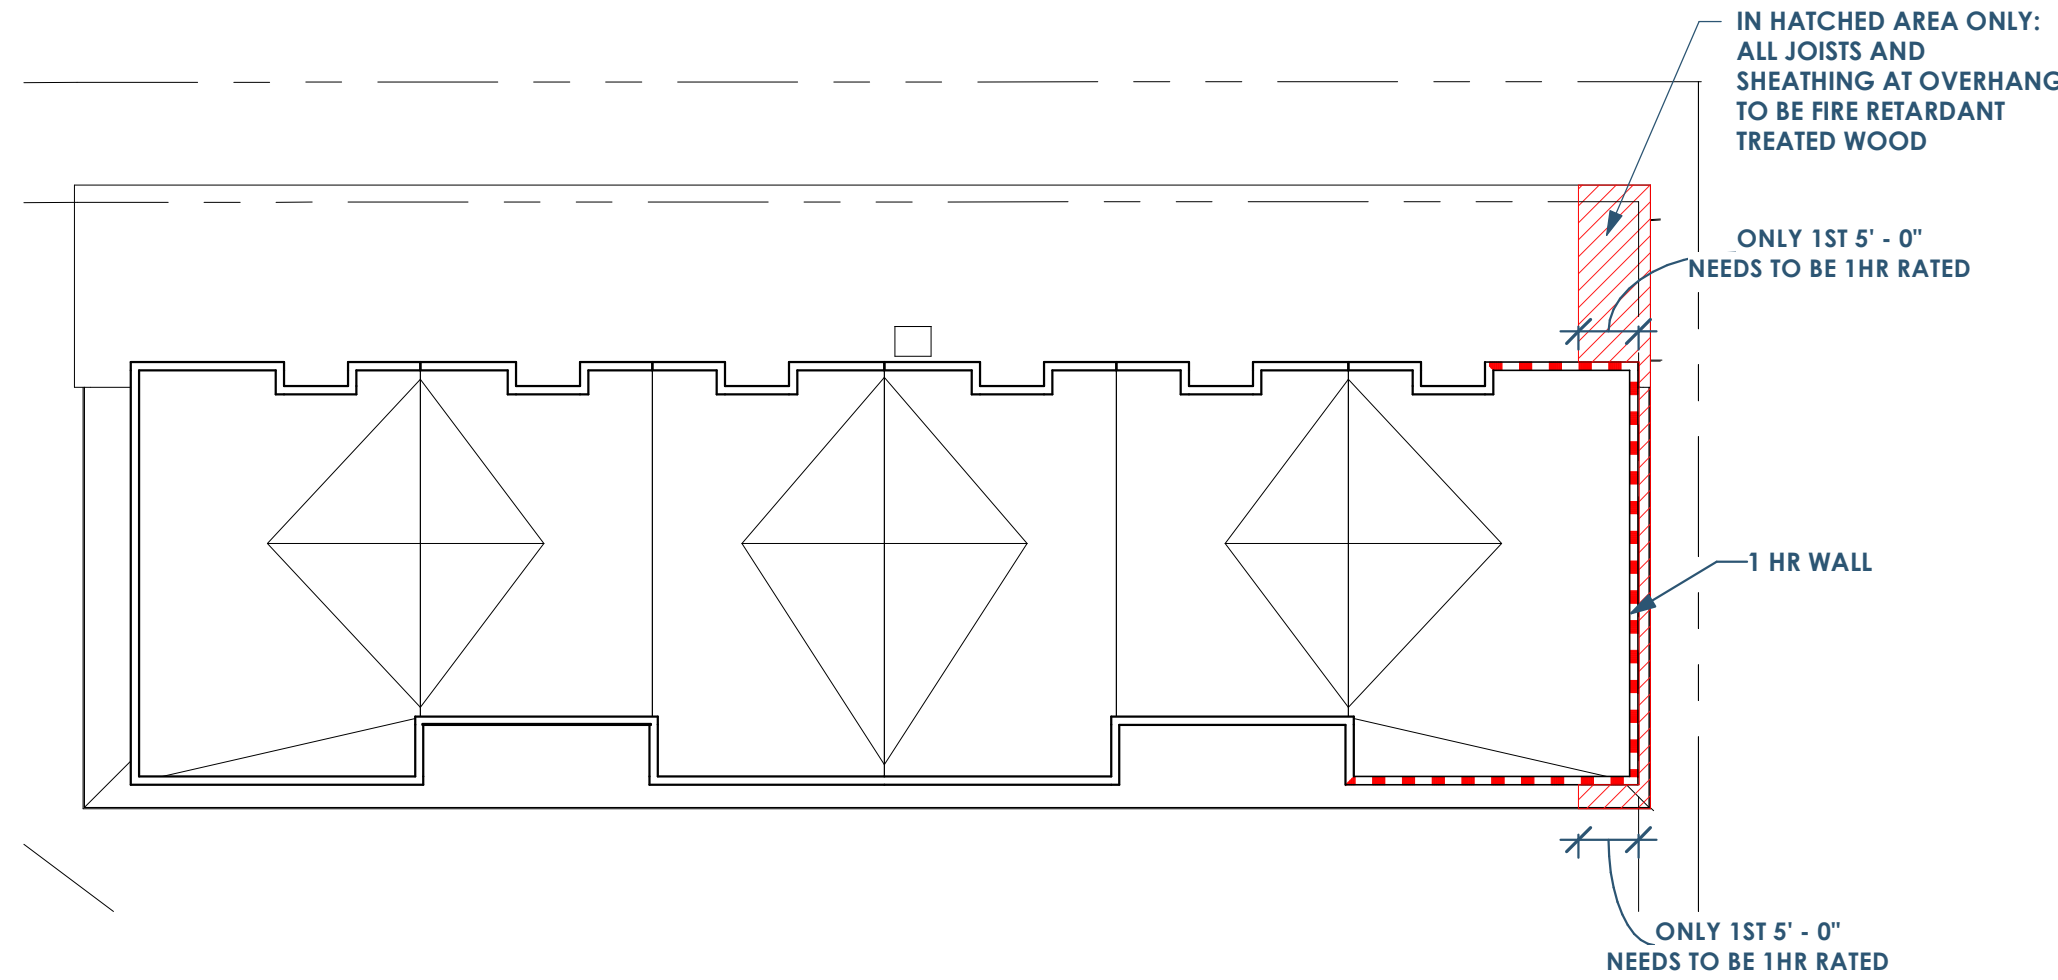 IN HATCHED AREA ONLY:
ALL JOISTS AND
SHEATHING AT OVERHANG
TO BE FIRE RETARDANT
TREATED WOOD
ONLY 1ST 5' - 0"
NEEDS TO BE 1HR RATED
1 HR WALL
ONLY 1ST 5' - 0"
NEEDS TO BE 1HR RATED